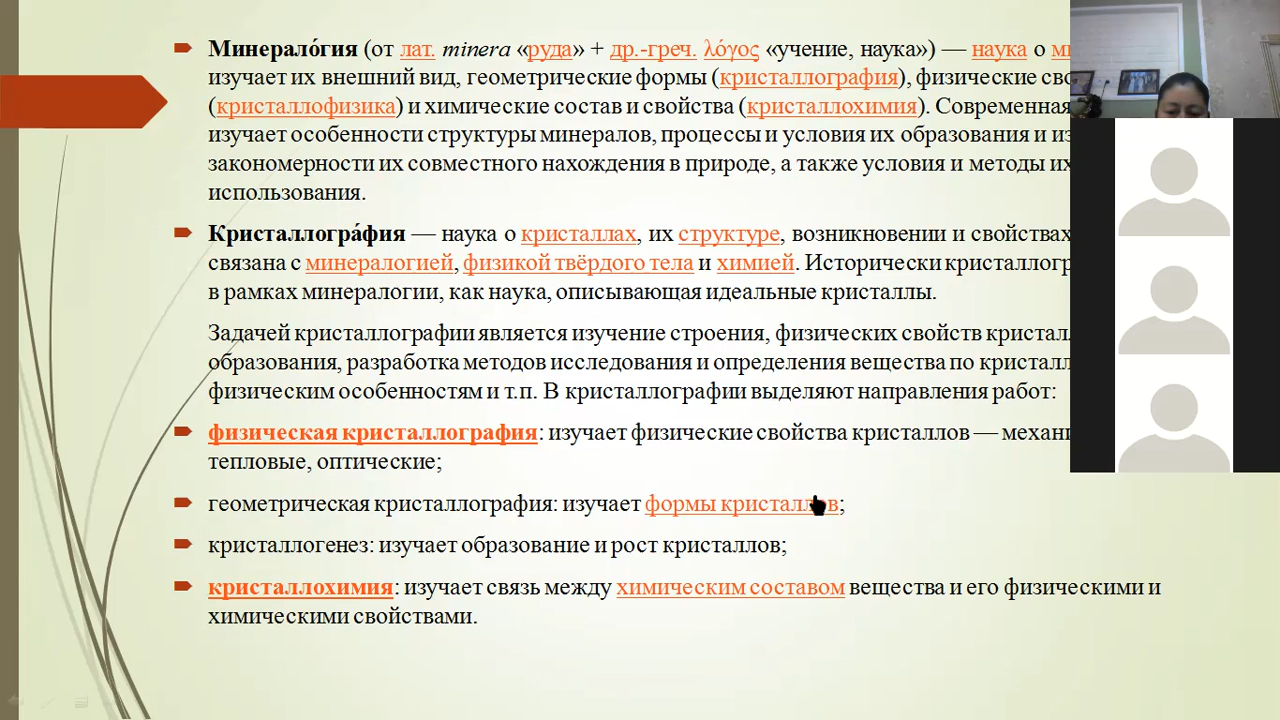 Минерало́гия (от лат. minera «руда» + др.-греч. λόγος «учение, наука») — наука о
изучает их внешний вид, геометрические формы (кристаллография), физические
(кристаллофизика) и химические состав и свойства (кристаллохимия). Современная
изучает особенности структуры минералов, процессы и условия их образования и
закономерности их совместного нахождения в природе, а также условия и методы их
использования.
Кристаллогра́фия — наука о кристаллах, их структуре, возникновении и свойствах
связана с минералогией, физикой твёрдого тела и химией. Исторически
в рамках минералогии, как наука, описывающая идеальные кристаллы.
Задачей кристаллографии является изучение строения, физических свойств
образования, разработка методов исследования и определения вещества по
физическим особенностям и т.п. В кристаллографии выделяют направления работ:
физическая кристаллография: изучает физические свойства кристаллов —
тепловые, оптические;
геометрическая кристаллография: изучает формы кристаллов;
кристаллогенез: изучает образование и рост кристаллов;
кристаллохимия: изучает связь между химическим составом вещества и его физическими и
химическими свойствами.